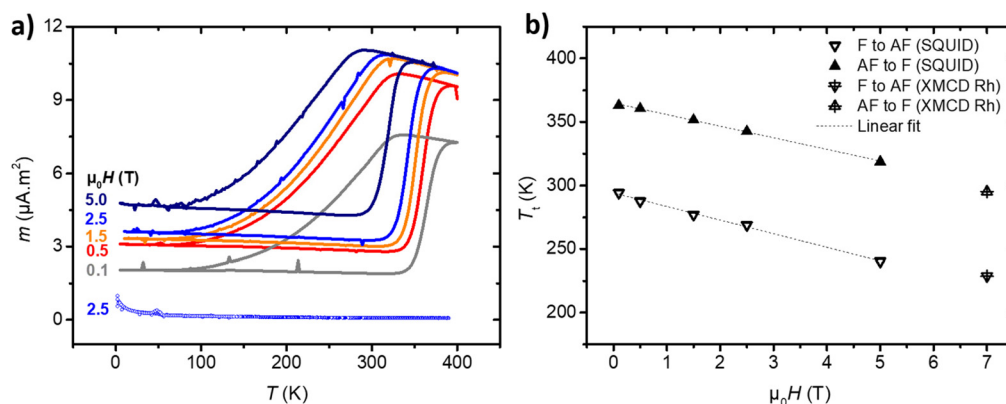 a)
12
9
6
3
0
m (µA.m²)
µ₀H (T)
5.0
2.5
1.5
0.5
0.1
2.5
0
100
200
300
400
T (K)
b)
400
350
300
250
200
Tt (K)
F to AF (SQUID)
AF to F (SQUID)
F to AF (XMCD Rh)
AF to F (XMCD Rh)
Linear fit
0
1
2
3
4
5
6
7
µ₀H (T)